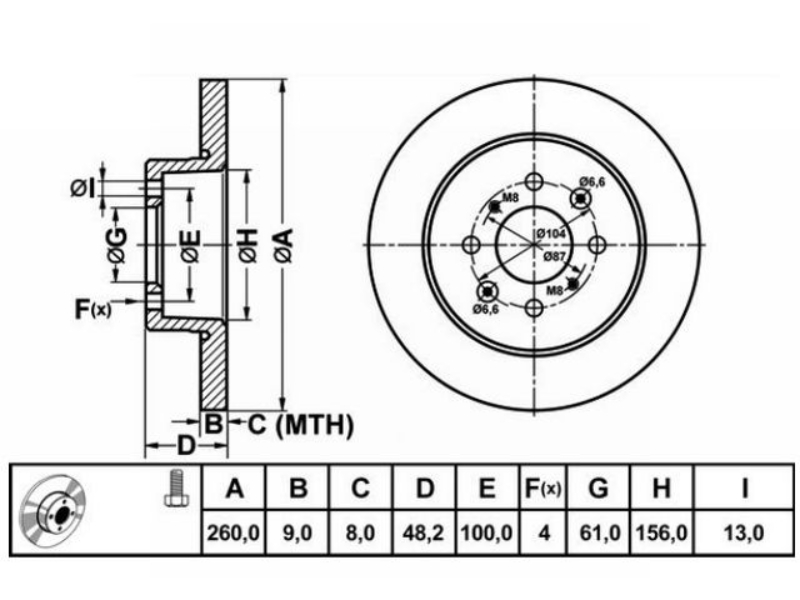 ØI
ØG
ØE
ØH
ØA
F(x)
B
C (MTH)
D
M8
Ø6,6
Ø104
Ø87
M8
Ø6,6
A B C D E F(x) G H I
260,0 9,0 8,0 48,2 100,0 4 61,0 156,0 13,0